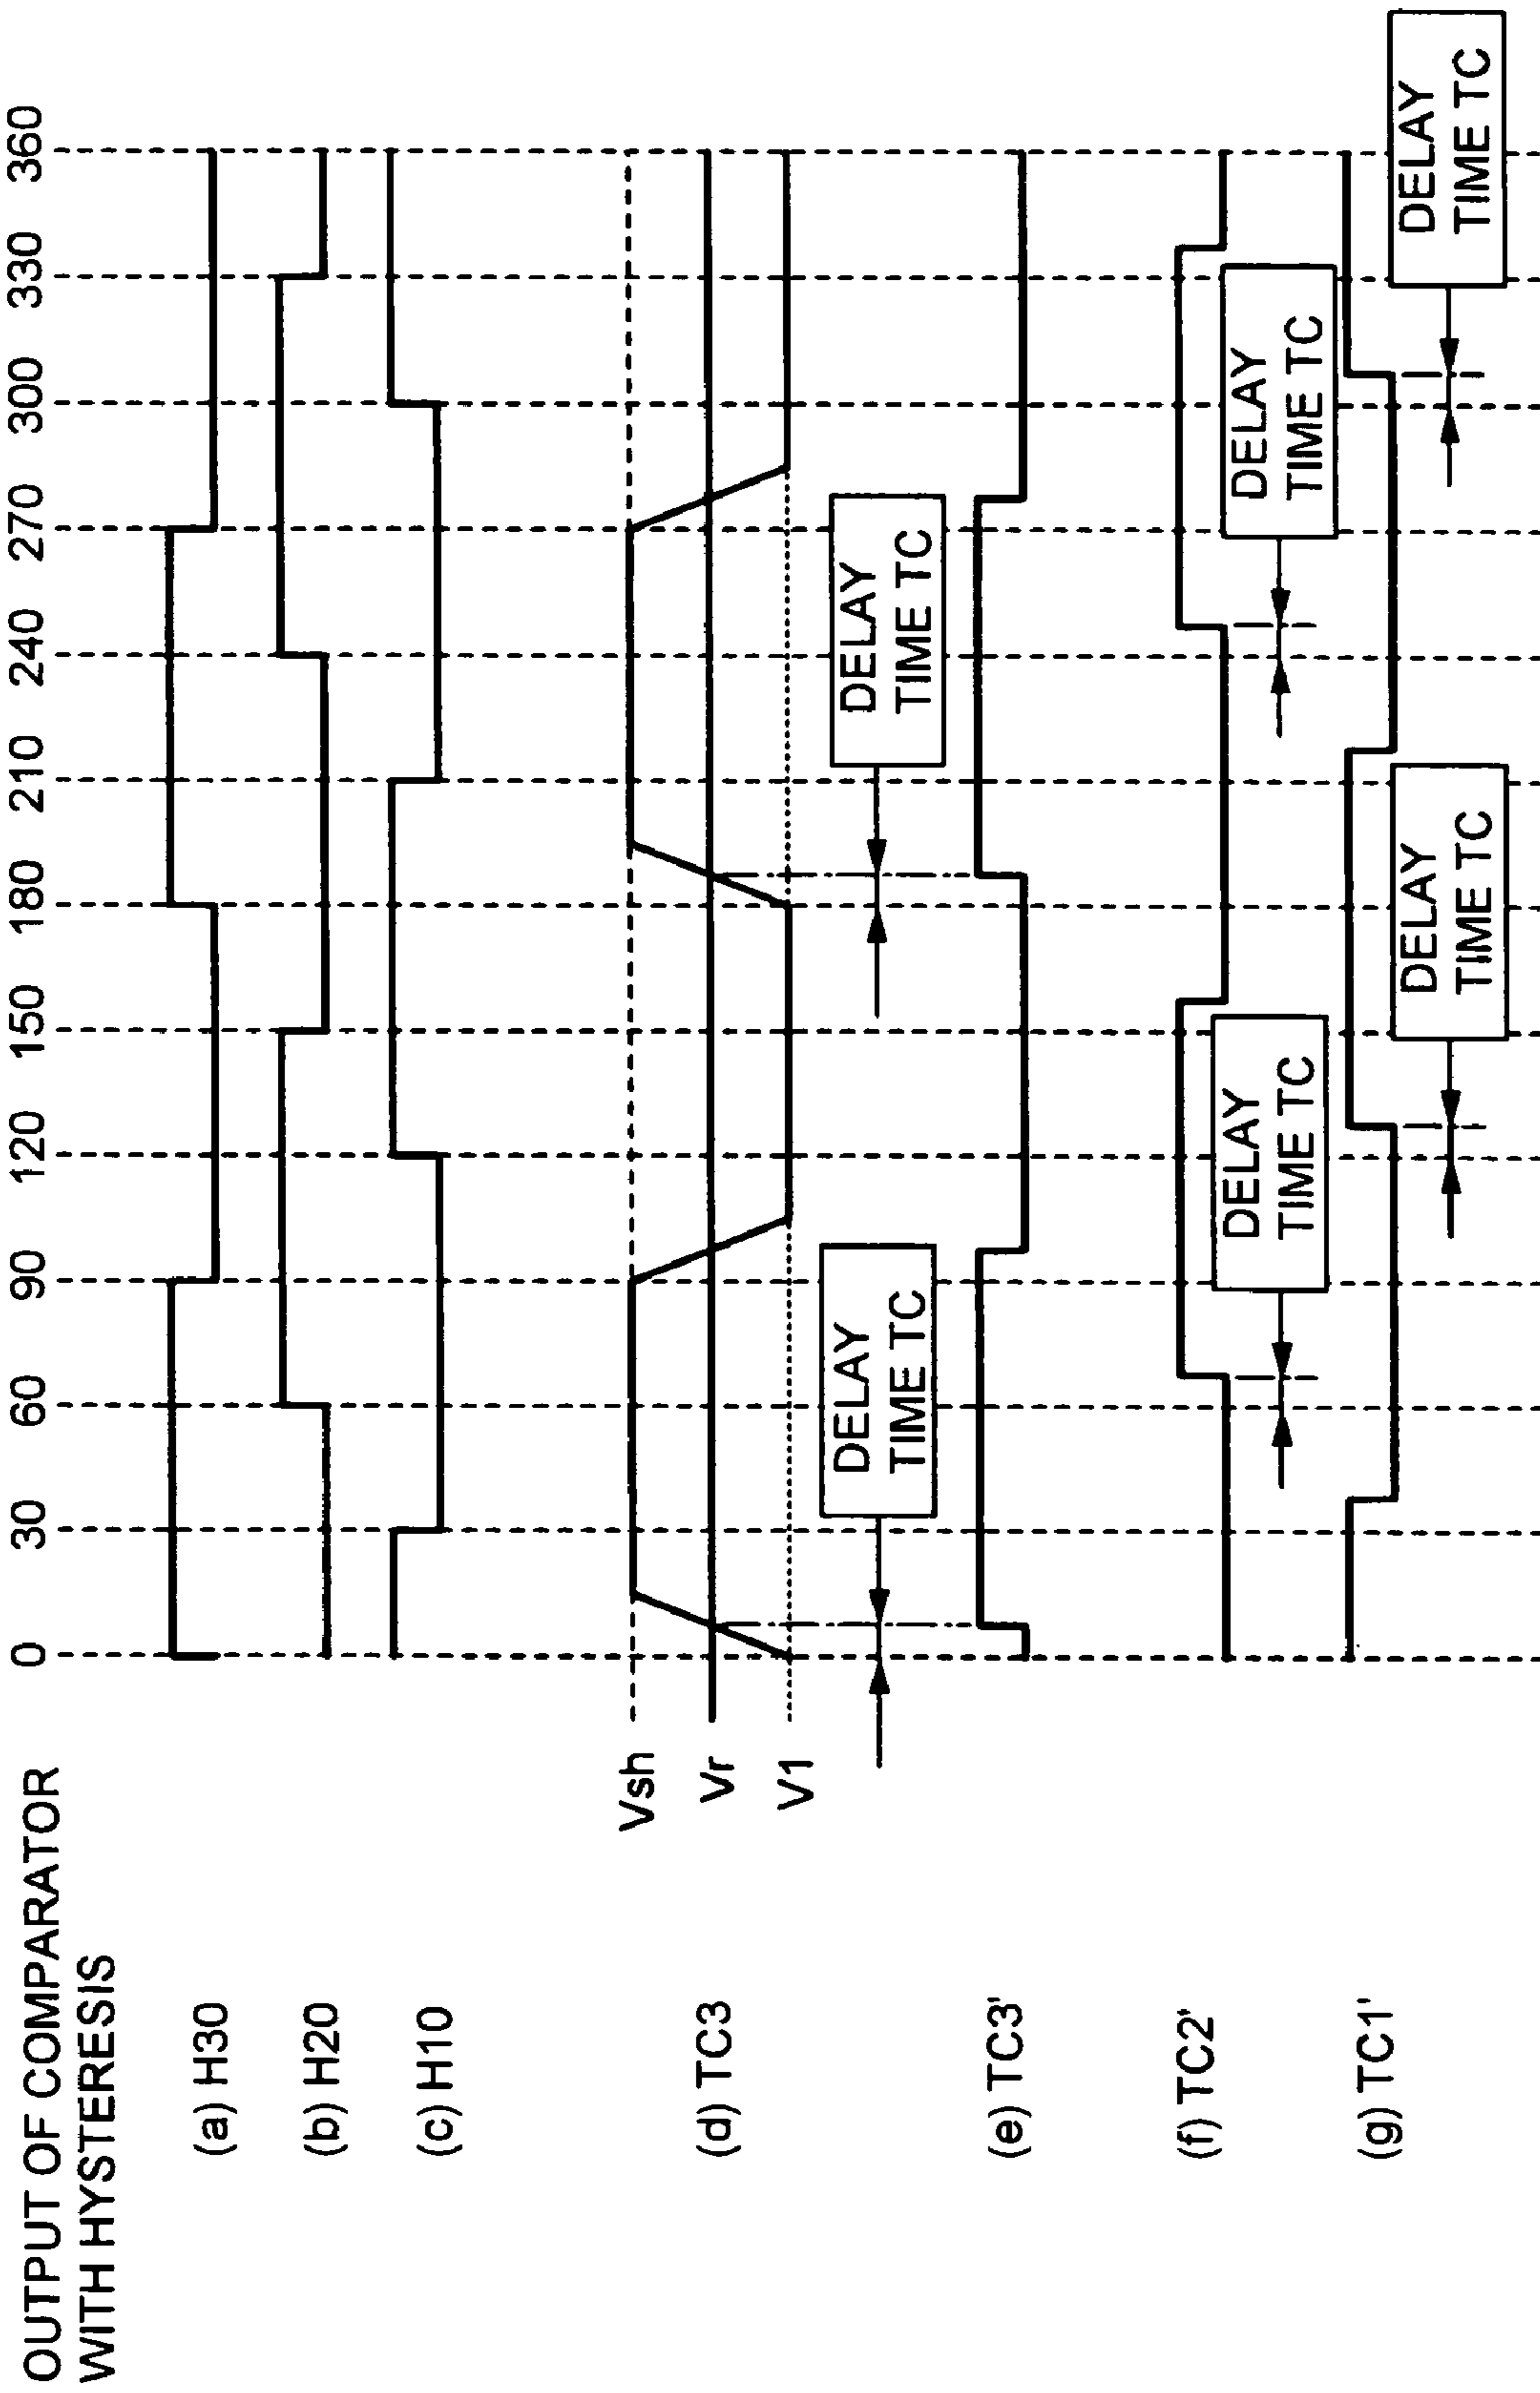 OUTPUT OF COMPARATOR
WITH HYSTERESIS
0 30 60 90 120 150 180 210 240 270 300 330 360
(a) H30
(b) H20
(c) H10
Vsh
(d) TC3
Vr
V1
DELAY
TIME TC
DELAY
TIME TC
(e) TC3'
(f) TC2'
DELAY
TIME TC
DELAY
TIME TC
(g) TC1'
DELAY
TIME TC
DELAY
TIME TC